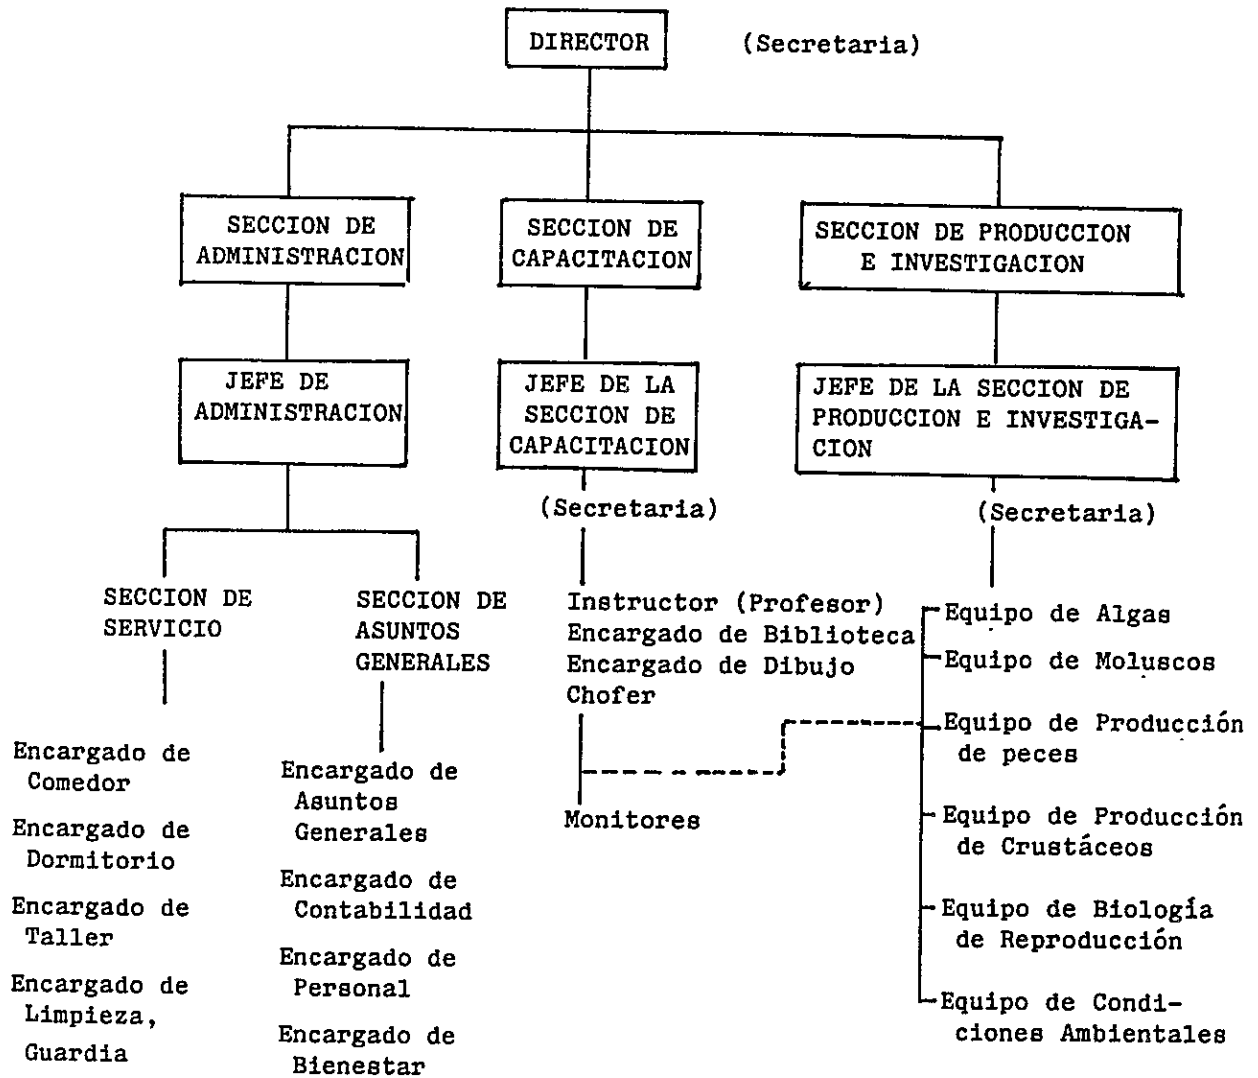 DIRECTOR (Secretaria)
SECCION DE
ADMINISTRACION
SECCION DE
CAPACITACION
SECCION DE PRODUCCION
E INVESTIGACION
JEFE DE
ADMINISTRACION
JEFE DE LA
SECCION DE
CAPACITACION
JEFE DE LA SECCION DE
PRODUCCION E INVESTIGA-
CION
(Secretaria)
(Secretaria)
SECCION DE
SERVICIO
SECCION DE
ASUNTOS
GENERALES
Instructor (Profesor)
Encargado de Biblioteca
Encargado de Dibujo
Chofer
Monitores
Equipo de Algas
Equipo de Moluscos
Equipo de Producción
de peces
Equipo de Producción
de Crustáceos
Equipo de Biología
de Reproducción
Equipo de Condi-
ciones Ambientales
Encargado de
Comedor
Encargado de
Dormitorio
Encargado de
Taller
Encargado de
Limpieza,
Guardia
Encargado de
Asuntos
Generales
Encargado de
Contabilidad
Encargado de
Personal
Encargado de
Bienestar